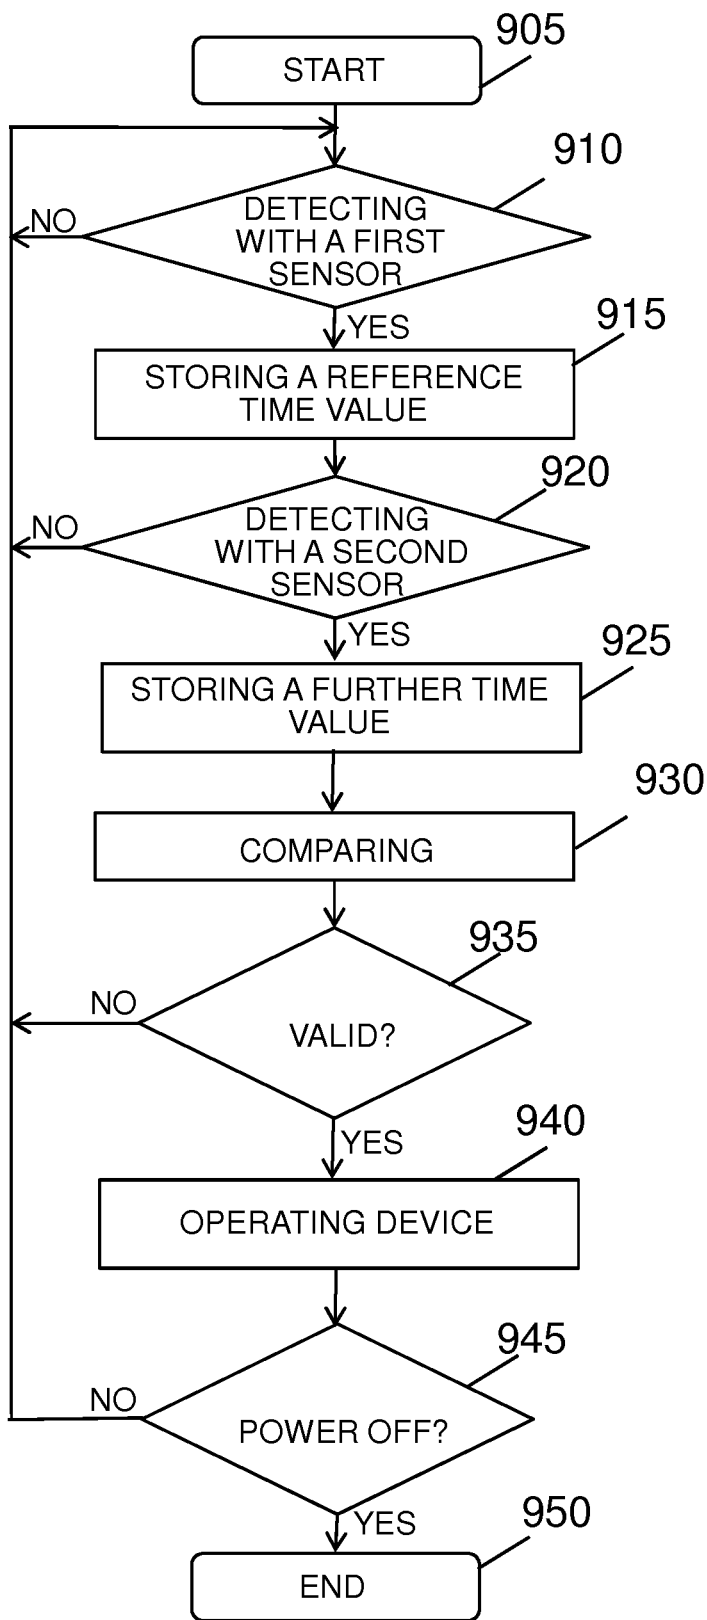 905
START
910
DETECTING
WITH A FIRST
SENSOR
NO
YES
915
STORING A REFERENCE
TIME VALUE
920
DETECTING
WITH A SECOND
SENSOR
NO
YES
925
STORING A FURTHER TIME
VALUE
930
COMPARING
935
NO
VALID?
YES
940
OPERATING DEVICE
945
NO
POWER OFF?
YES
950
END